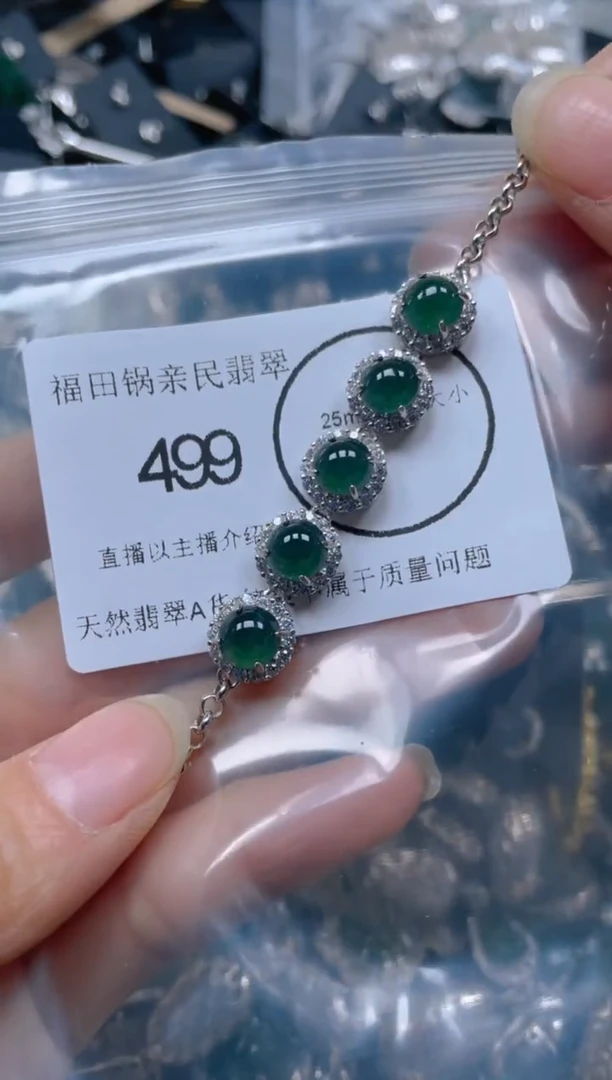 福田锅亲民翡翠
499
25m 大小
直播以主播介绍
天然翡翠A 属于质量问题